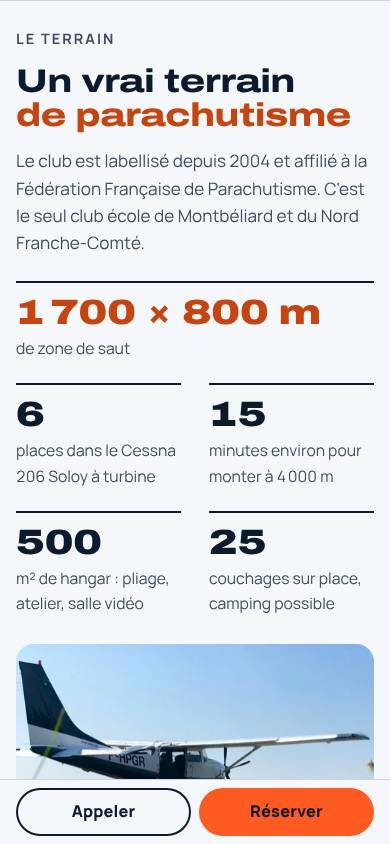 LE TERRAIN
Un vrai terrain
de parachutisme
Le club est labellisé depuis 2004 et affilié à la
Fédération Française de Parachutisme. C'est
le seul club école de Montbéliard et du Nord
Franche-Comté.
1 700 × 800 m
de zone de saut
6
places dans le Cessna
206 Soloy à turbine
15
minutes environ pour
monter à 4 000 m
500
m² de hangar : pliage,
atelier, salle vidéo
25
couchages sur place,
camping possible
F-HPGR
Appeler
Réserver